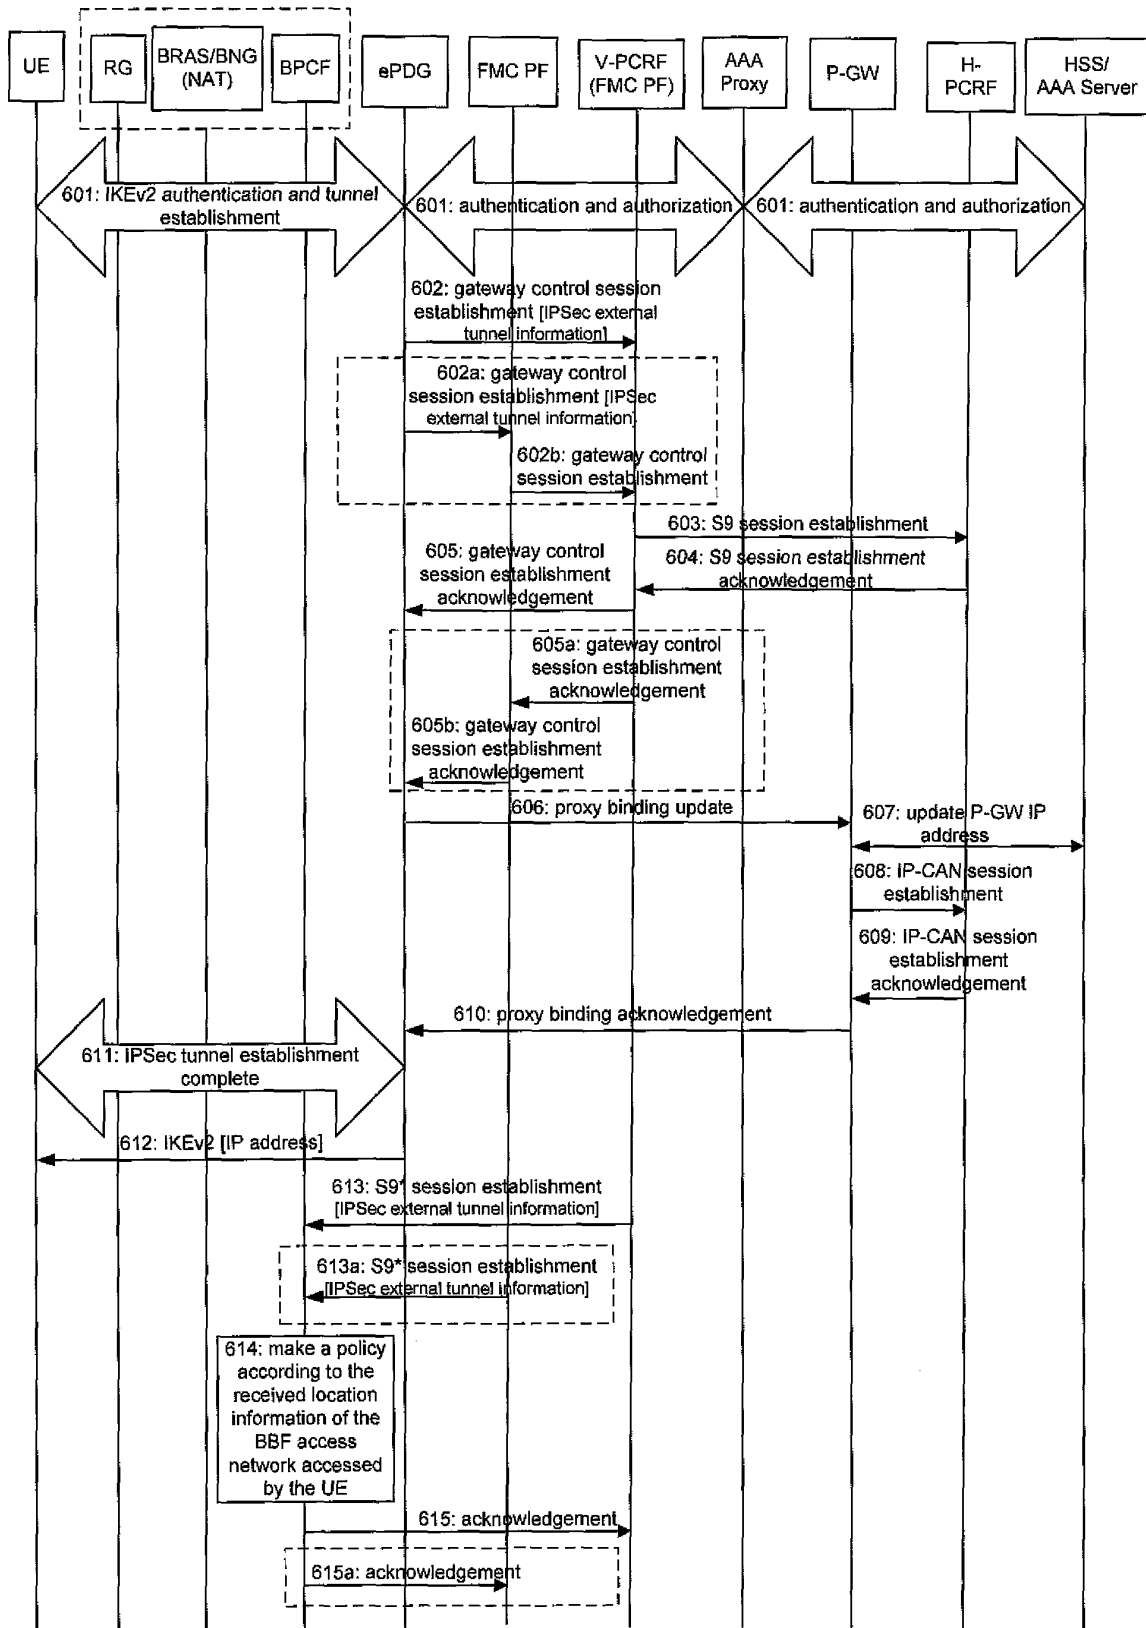 UE
RG
BRAS/BNG
(NAT)
BPCF
ePDG
FMC PF
V-PCRF
(FMC PF)
AAA
Proxy
P-GW
H-
PCRF
HSS/
AAA Server
601: IKEv2 authentication and tunnel
establishment
601: authentication and authorization
601: authentication and authorization
602: gateway control session
establishment [IPSec external
tunnel information]
602a: gateway control
session establishment [IPSec
external tunnel information]
602b: gateway control
session establishment
603: S9 session establishment
604: S9 session establishment
acknowledgement
605: gateway control
session establishment
acknowledgement
605a: gateway control
session establishment
acknowledgement
605b: gateway control
session establishment
acknowledgement
606: proxy binding update
607: update P-GW IP
address
608: IP-CAN session
establishment
609: IP-CAN session
establishment
acknowledgement
610: proxy binding acknowledgement
611: IPSec tunnel establishment
complete
612: IKEv2 [IP address]
613: S9* session establishment
[IPSec external tunnel information]
613a: S9* session establishment
[IPSec external tunnel information]
614: make a policy
according to the
received location
information of the
BBF access
network accessed
by the UE
615: acknowledgement
615a: acknowledgement